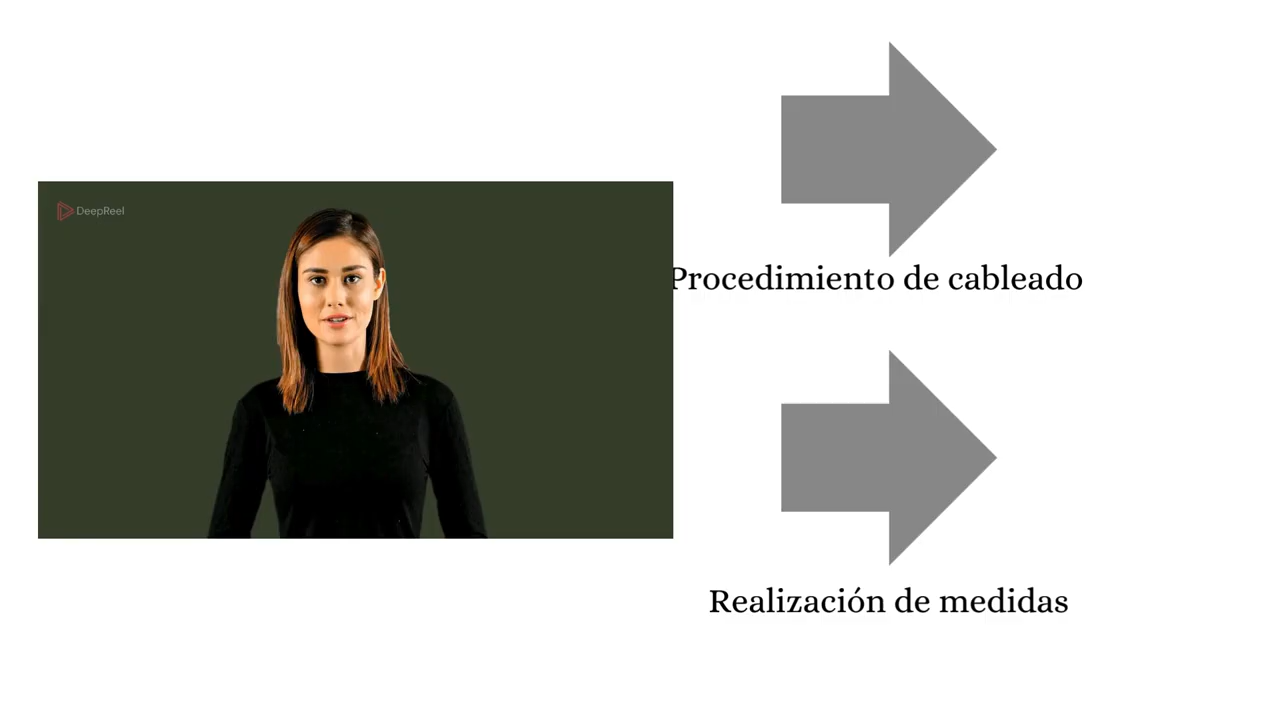 DeepReel
Procedimiento de cableado
Realización de medidas